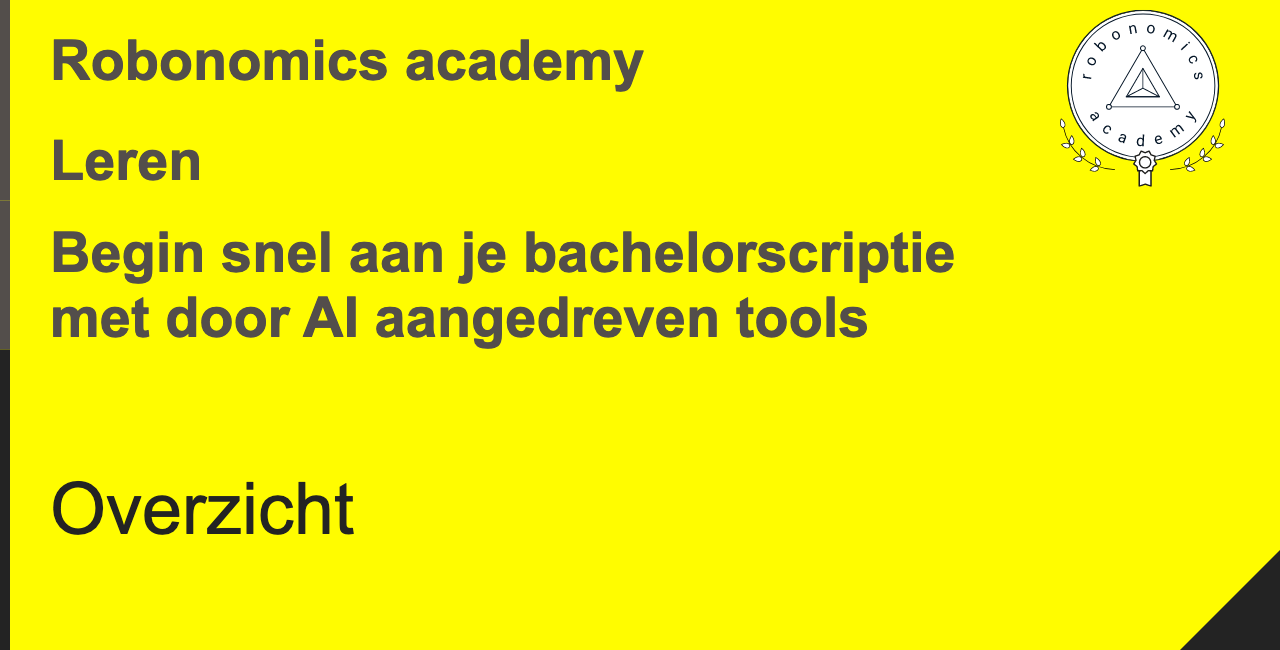 Robonomics academy
Leren
Begin snel aan je bachelorscriptie
met door AI aangedreven tools
Overzicht
robonomics
academy